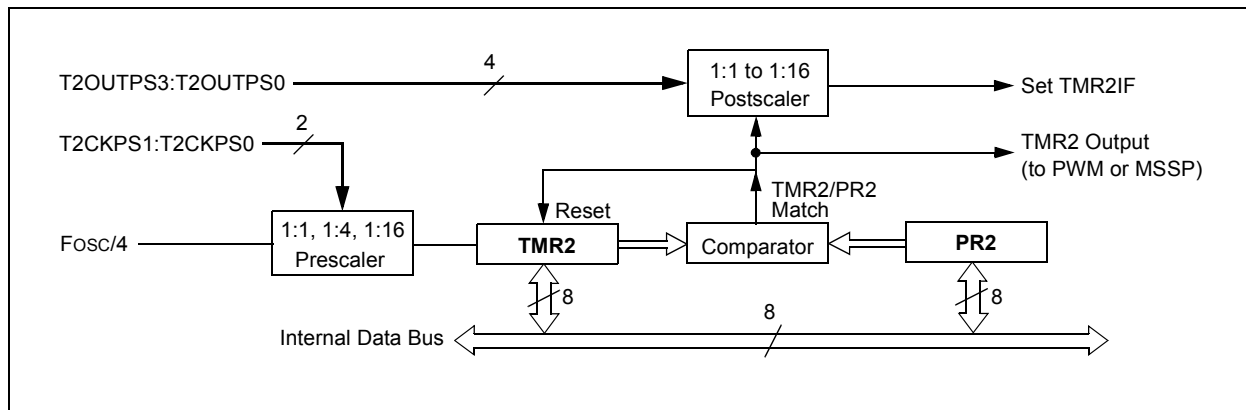 T2OUTPS3:T2OUTPS0
4
1:1 to 1:16
Postscaler
Set TMR2IF
T2CKPS1:T2CKPS0
2
TMR2 Output
(to PWM or MSSP)
TMR2/PR2
Match
Reset
FOSC/4
1:1, 1:4, 1:16
Prescaler
TMR2
Comparator
PR2
8
8
Internal Data Bus
8